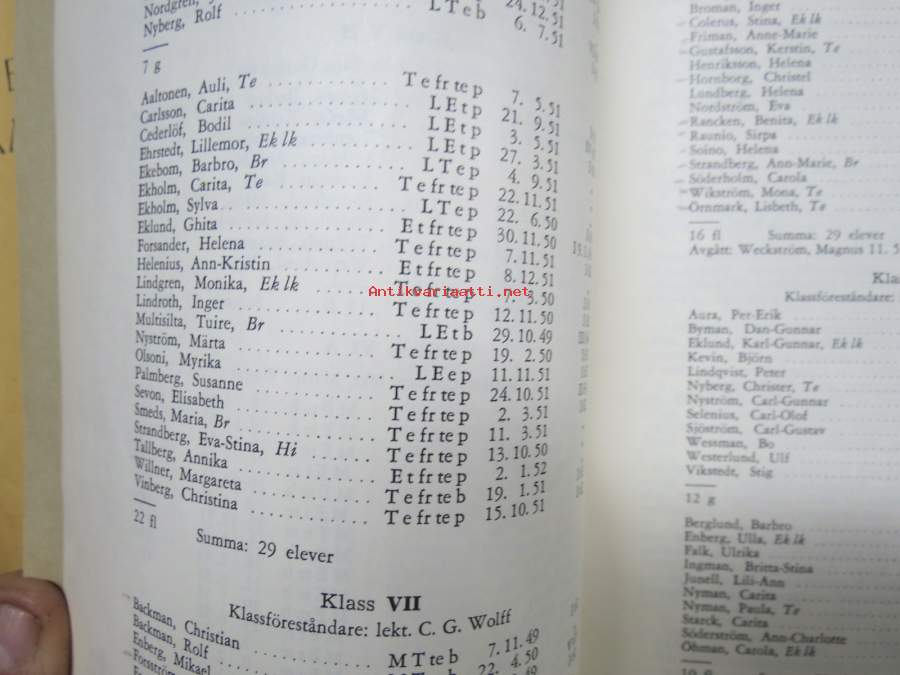 Nordgren,
24.12.51
Nyberg, Rolf LTeb 6. 7.51
7 g
Aaltonen, Auli, Te Tefrtep 7. 5.51
Carlsson, Carita LEtp 21. 9.51
Cederlöf, Bodil LEtp 3. 5.51
Ehrstedt, Lillemor, Ek lk LEtp 27. 3.51
Ekebom, Barbro, Br LTep 4. 9.51
Ekholm, Carita, Te Tefrtep 22.11.51
Ekholm, Sylva LTep 22. 6.50
Eklund, Ghita Etfrtep 30.11.50
Forsander, Helena Tefrtep 7.11.51
Helenius, Ann-Kristin Etfrtep 8.12.51
Lindgren, Monika, Ek lk Tefrtep 5.50
Antikvariaatti.net
Lindroth, Inger Tefrtep 12.11.50
Multisilta, Tuire, Br LEtb 29.10.49
Nyström, Märta Tefrtep 19. 2.50
Olsoni, Myrika LEep 11.11.51
Palmberg, Susanne Tefrtep 24.10.51
Sevon, Elisabeth Tefrtep 2. 3.51
Smeds, Maria, Br Tefrtep 11. 3.51
Strandberg, Eva-Stina, Hi Tefrtep 13.10.50
Tallberg, Annika Etfrtep 2. 1.52
Willner, Margareta Tefrteb 19. 1.51
Vinberg, Christina Tefrtep 15.10.51
22 fl
Summa: 29 elever
Klass VII
Klassföreståndare: lekt. C. G. Wolff
Backman, Christian MTteb 7.11.49
Backman, Rolf 22. 4.50
Enberg, Mikael
Broman, Inger
Colerus, Stina, Ek lk
Friman, Anne-Marie
Gustafsson, Kerstin, Te
Henriksson, Helena
Hornborg, Christel
Lundberg, Helena
Nordström, Eva
Rancken, Benita, Ek lk
Raunio, Sirpa
Soino, Helena
Strandberg, Ann-Marie, Br
Söderholm, Carola
Wikström, Mona, Te
Ornmark, Lisbeth, Te
16 fl Summa: 29 elever
Avgått: Weckström, Magnus 11. 5
Klassföreståndare:
Aura, Per-Erik
Byman, Dan-Gunnar
Eklund, Karl-Gunnar, Ek lk
Kevin, Björn
Lindqvist, Peter
Nyberg, Christer, Te
Nyström, Carl-Gunnar
Selenius, Carl-Olof
Sjöström, Carl-Gustav
Wessman, Bo
Westerlund, Ulf
Vikstedt, Stig
12 g
Berglund, Barbro
Enberg, Ulla, Ek lk
Falk, Ulrika
Ingman, Britta-Stina
Junell, Lili-Ann
Nyman, Carita
Nyman, Paula, Te
Starck, Carita
Söderström, Ann-Charlotte
Öhman, Carola, Ek lk